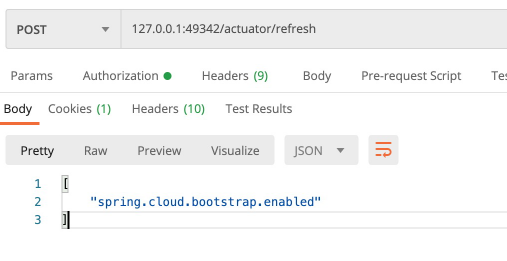 POST 127.0.0.1:49342/actuator/refresh
Params Authorization Headers (9) Body Pre-request Script Tes
Body Cookies (1) Headers (10) Test Results
Pretty Raw Preview Visualize JSON
1 [
2 "spring.cloud.bootstrap.enabled"
3 ]